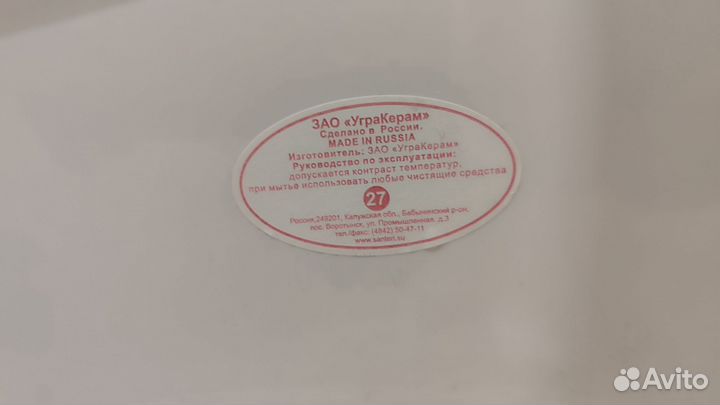 ЗАО «УграКерам»
Сделано в России.
MADE IN RUSSIA
Изготовитель: ЗАО «УграКерам»
Руководство по эксплуатации:
допускается контраст температур,
при мытье использовать любые чистящие средства
27
Россия,249201, Калужская обл., Бабынинский р-он,
пос. Воротынск, ул. Промышленная, д.3
тел./факс: (4842) 50-47-11
www.santeri.su
Avito